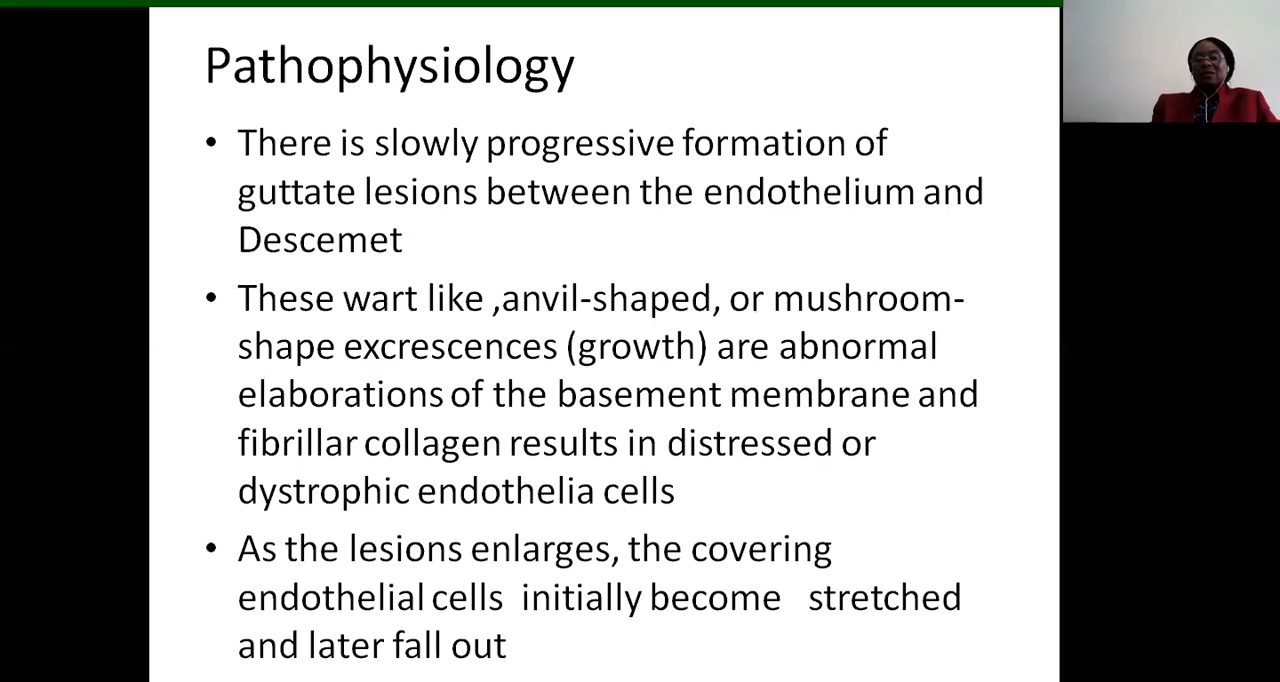 Pathophysiology
• There is slowly progressive formation of
guttate lesions between the endothelium and
Descemet
• These wart like ,anvil-shaped, or mushroom-
shape excrescences (growth) are abnormal
elaborations of the basement membrane and
fibrillar collagen results in distressed or
dystrophic endothelia cells
• As the lesions enlarges, the covering
endothelial cells  initially become   stretched
and later fall out